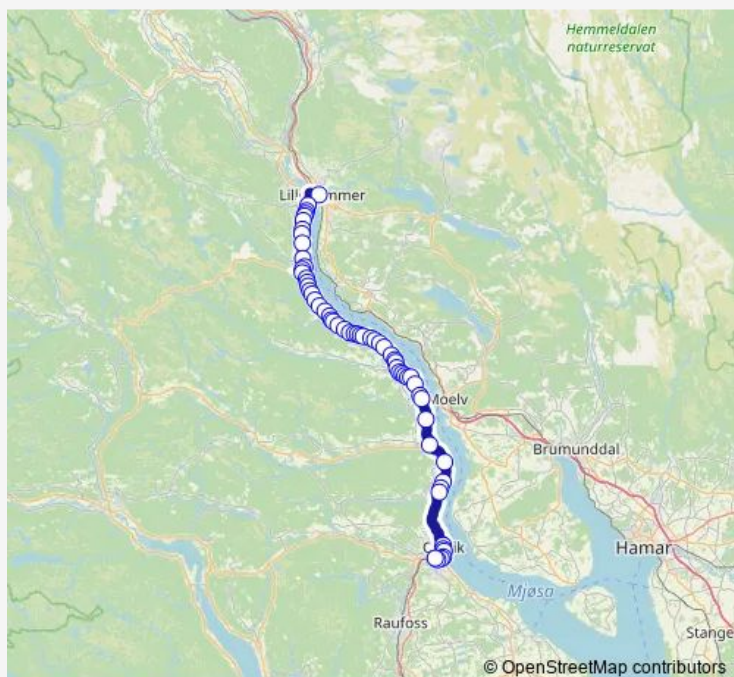 Hemmeldalen
naturreservat
Moelv
Brumunddal
Hamar
Mjøsa
Raufoss
Stange
© OpenStreetMap contributors